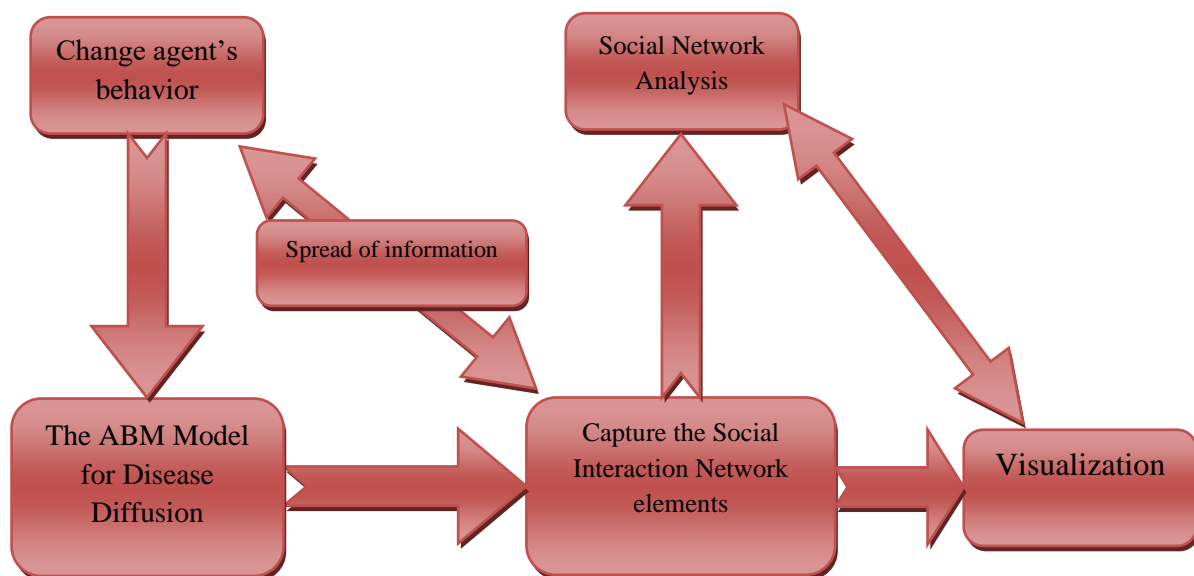 Change agent’s
behavior
Social Network
Analysis
Spread of information
The ABM Model
for Disease
Diffusion
Capture the Social
Interaction Network
elements
Visualization